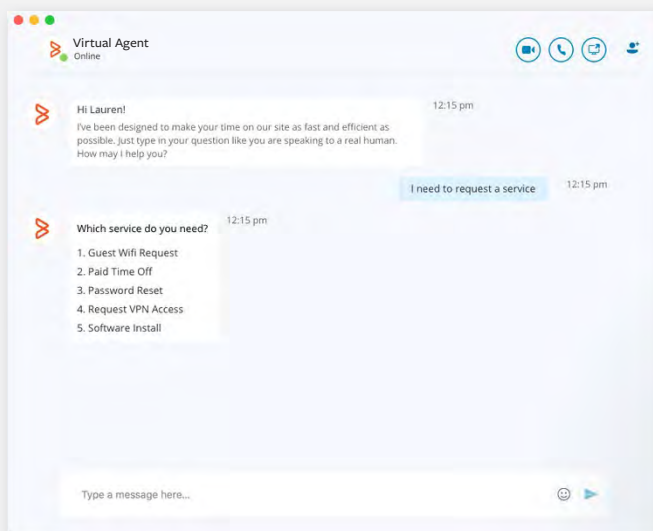 Virtual Agent
Online
Hi Lauren!
12:15 pm
I've been designed to make your time on our site as fast and efficient as
possible. Just type in your question like you are speaking to a real human.
How may I help you?
I need to request a service
12:15 pm
Which service do you need?
12:15 pm
1. Guest Wifi Request
2. Paid Time Off
3. Password Reset
4. Request VPN Access
5. Software Install
Type a message here...